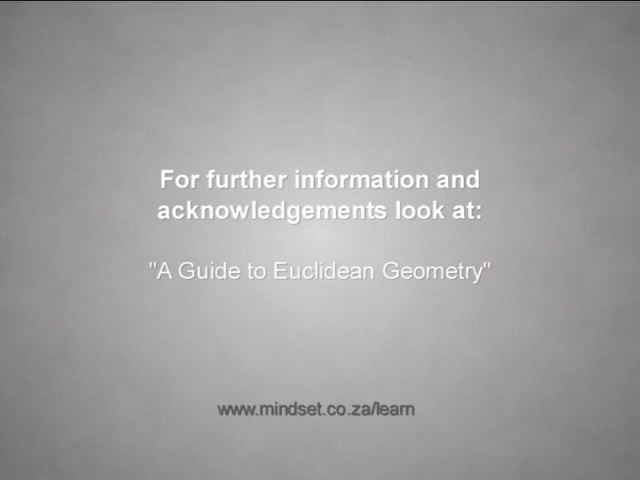 For further information and
acknowledgements look at:
"A Guide to Euclidean Geometry"
www.mindset.co.za/learn